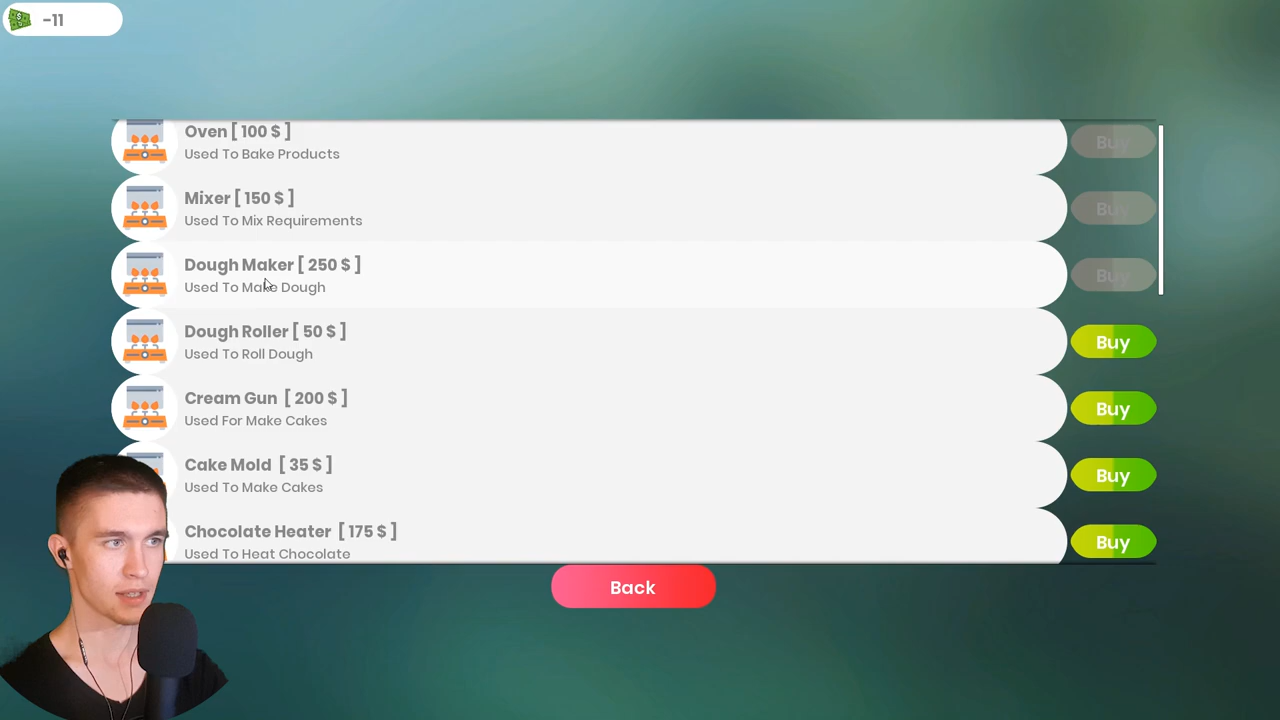 -11
Oven [ 100 $ ]
Used To Bake Products
Buy
Mixer [ 150 $ ]
Used To Mix Requirements
Buy
Dough Maker [ 250 $ ]
Used To Make Dough
Buy
Dough Roller [ 50 $ ]
Used To Roll Dough
Buy
Cream Gun [ 200 $ ]
Used For Make Cakes
Buy
Cake Mold [ 35 $ ]
Used To Make Cakes
Buy
Chocolate Heater [ 175 $ ]
Used To Heat Chocolate
Buy
Back